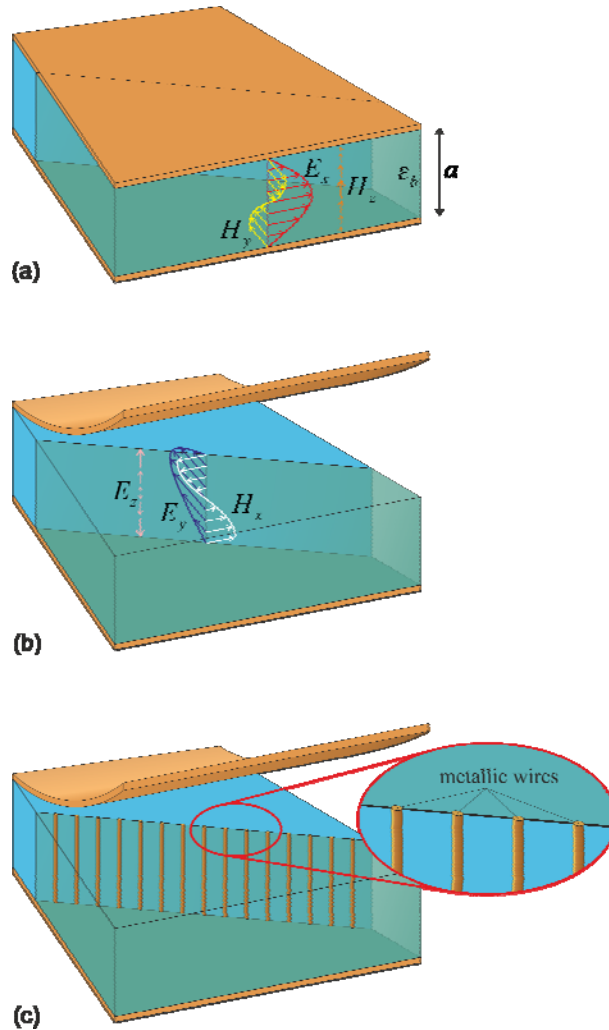 E_x
H_z
ε_b
a
H_y
(a)
E_z
E_y
H_x
(b)
metallic wires
(c)